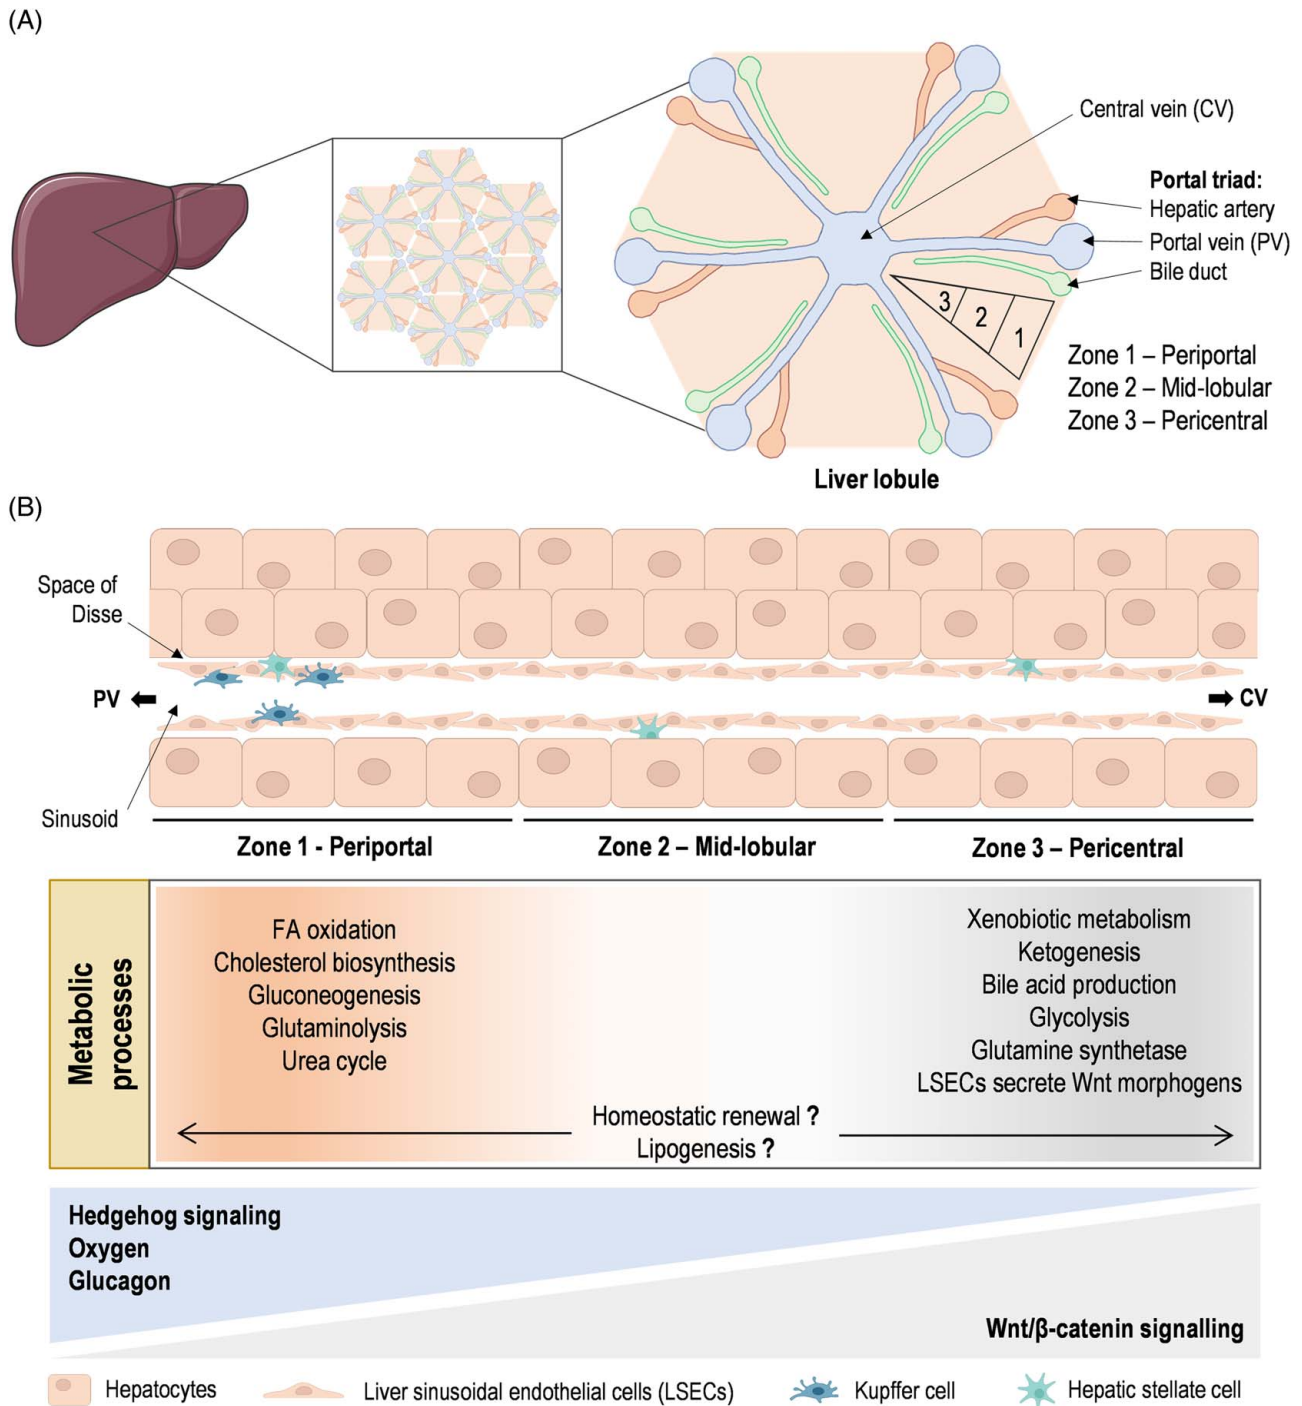 (A)
Central vein (CV)
Portal triad:
Hepatic artery
Portal vein (PV)
Bile duct
3
2
1
Zone 1 – Periportal
Zone 2 – Mid-lobular
Zone 3 – Pericentral
Liver lobule
(B)
Space of
Disse
PV
CV
Sinusoid
Zone 1 - Periportal
Zone 2 – Mid-lobular
Zone 3 – Pericentral
Metabolic
processes
FA oxidation
Cholesterol biosynthesis
Gluconeogenesis
Glutaminolysis
Urea cycle
Xenobiotic metabolism
Ketogenesis
Bile acid production
Glycolysis
Glutamine synthetase
LSECs secrete Wnt morphogens
Homeostatic renewal ?
Lipogenesis ?
Hedgehog signaling
Oxygen
Glucagon
Wnt/β-catenin signalling
Hepatocytes
Liver sinusoidal endothelial cells (LSECs)
Kupffer cell
Hepatic stellate cell